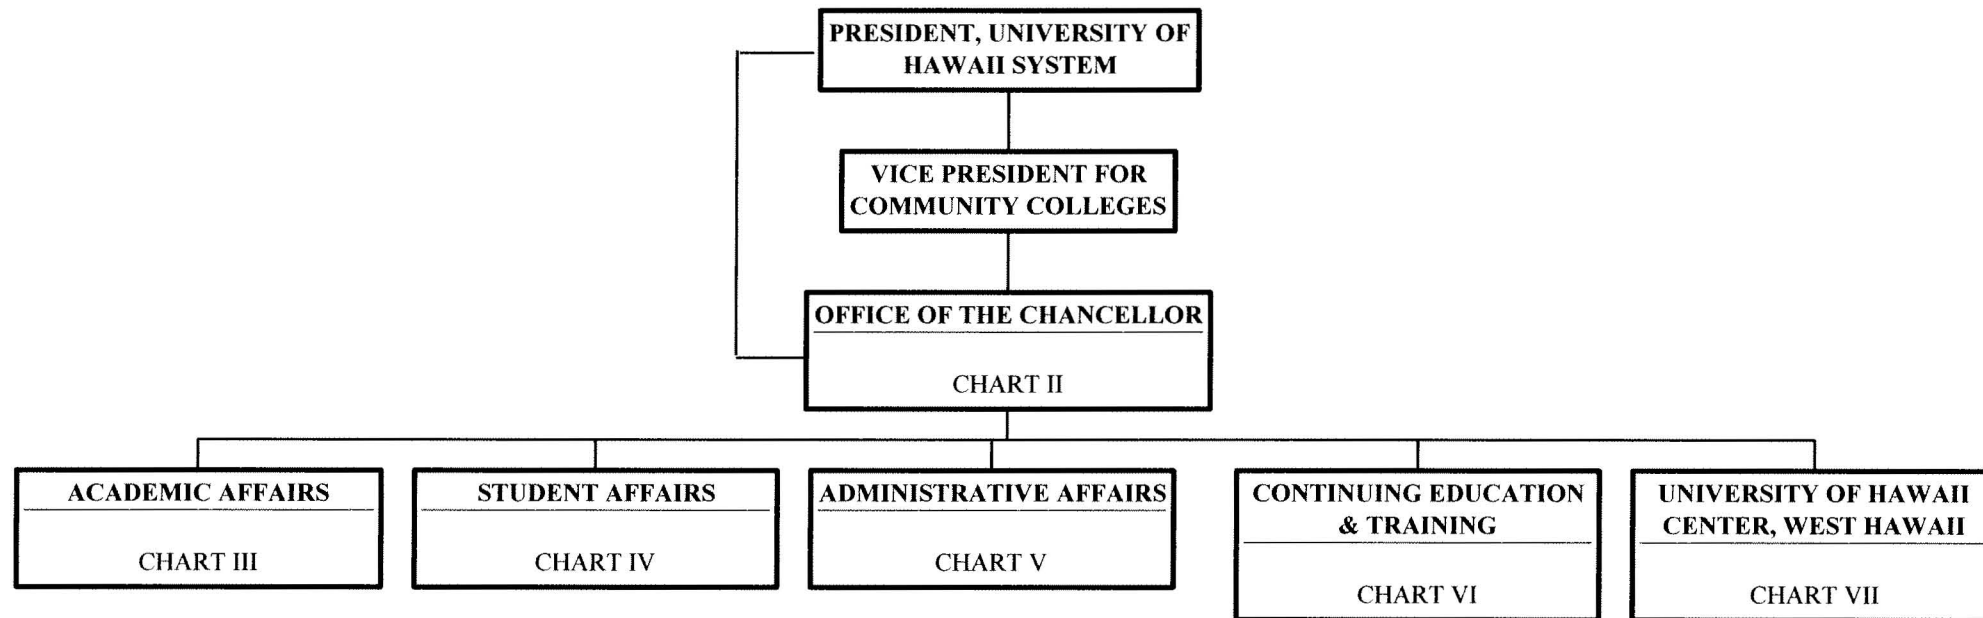 PRESIDENT, UNIVERSITY OF
HAWAII SYSTEM
VICE PRESIDENT FOR
COMMUNITY COLLEGES
OFFICE OF THE CHANCELLOR
CHART II
ACADEMIC AFFAIRS
CHART III
STUDENT AFFAIRS
CHART IV
ADMINISTRATIVE AFFAIRS
CHART V
CONTINUING EDUCATION
& TRAINING
CHART VI
UNIVERSITY OF HAWAII
CENTER, WEST HAWAII
CHART VII